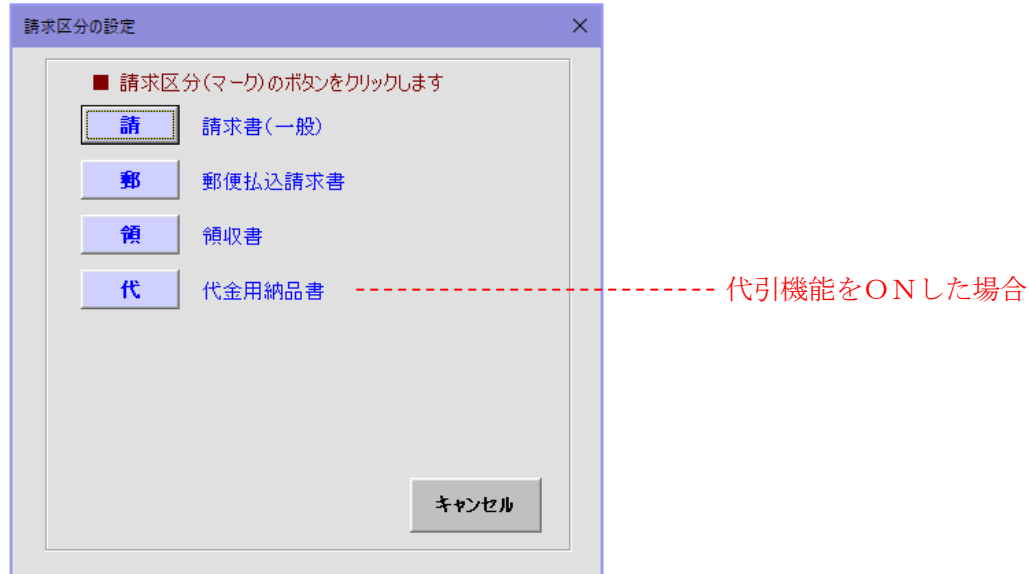 請求区分の設定
■ 請求区分(マーク)のボタンをクリックします
請 請求書(一般)
郵 郵便払込請求書
領 領収書
代 代金用納品書 代引機能をＯＮした場合
キャンセル